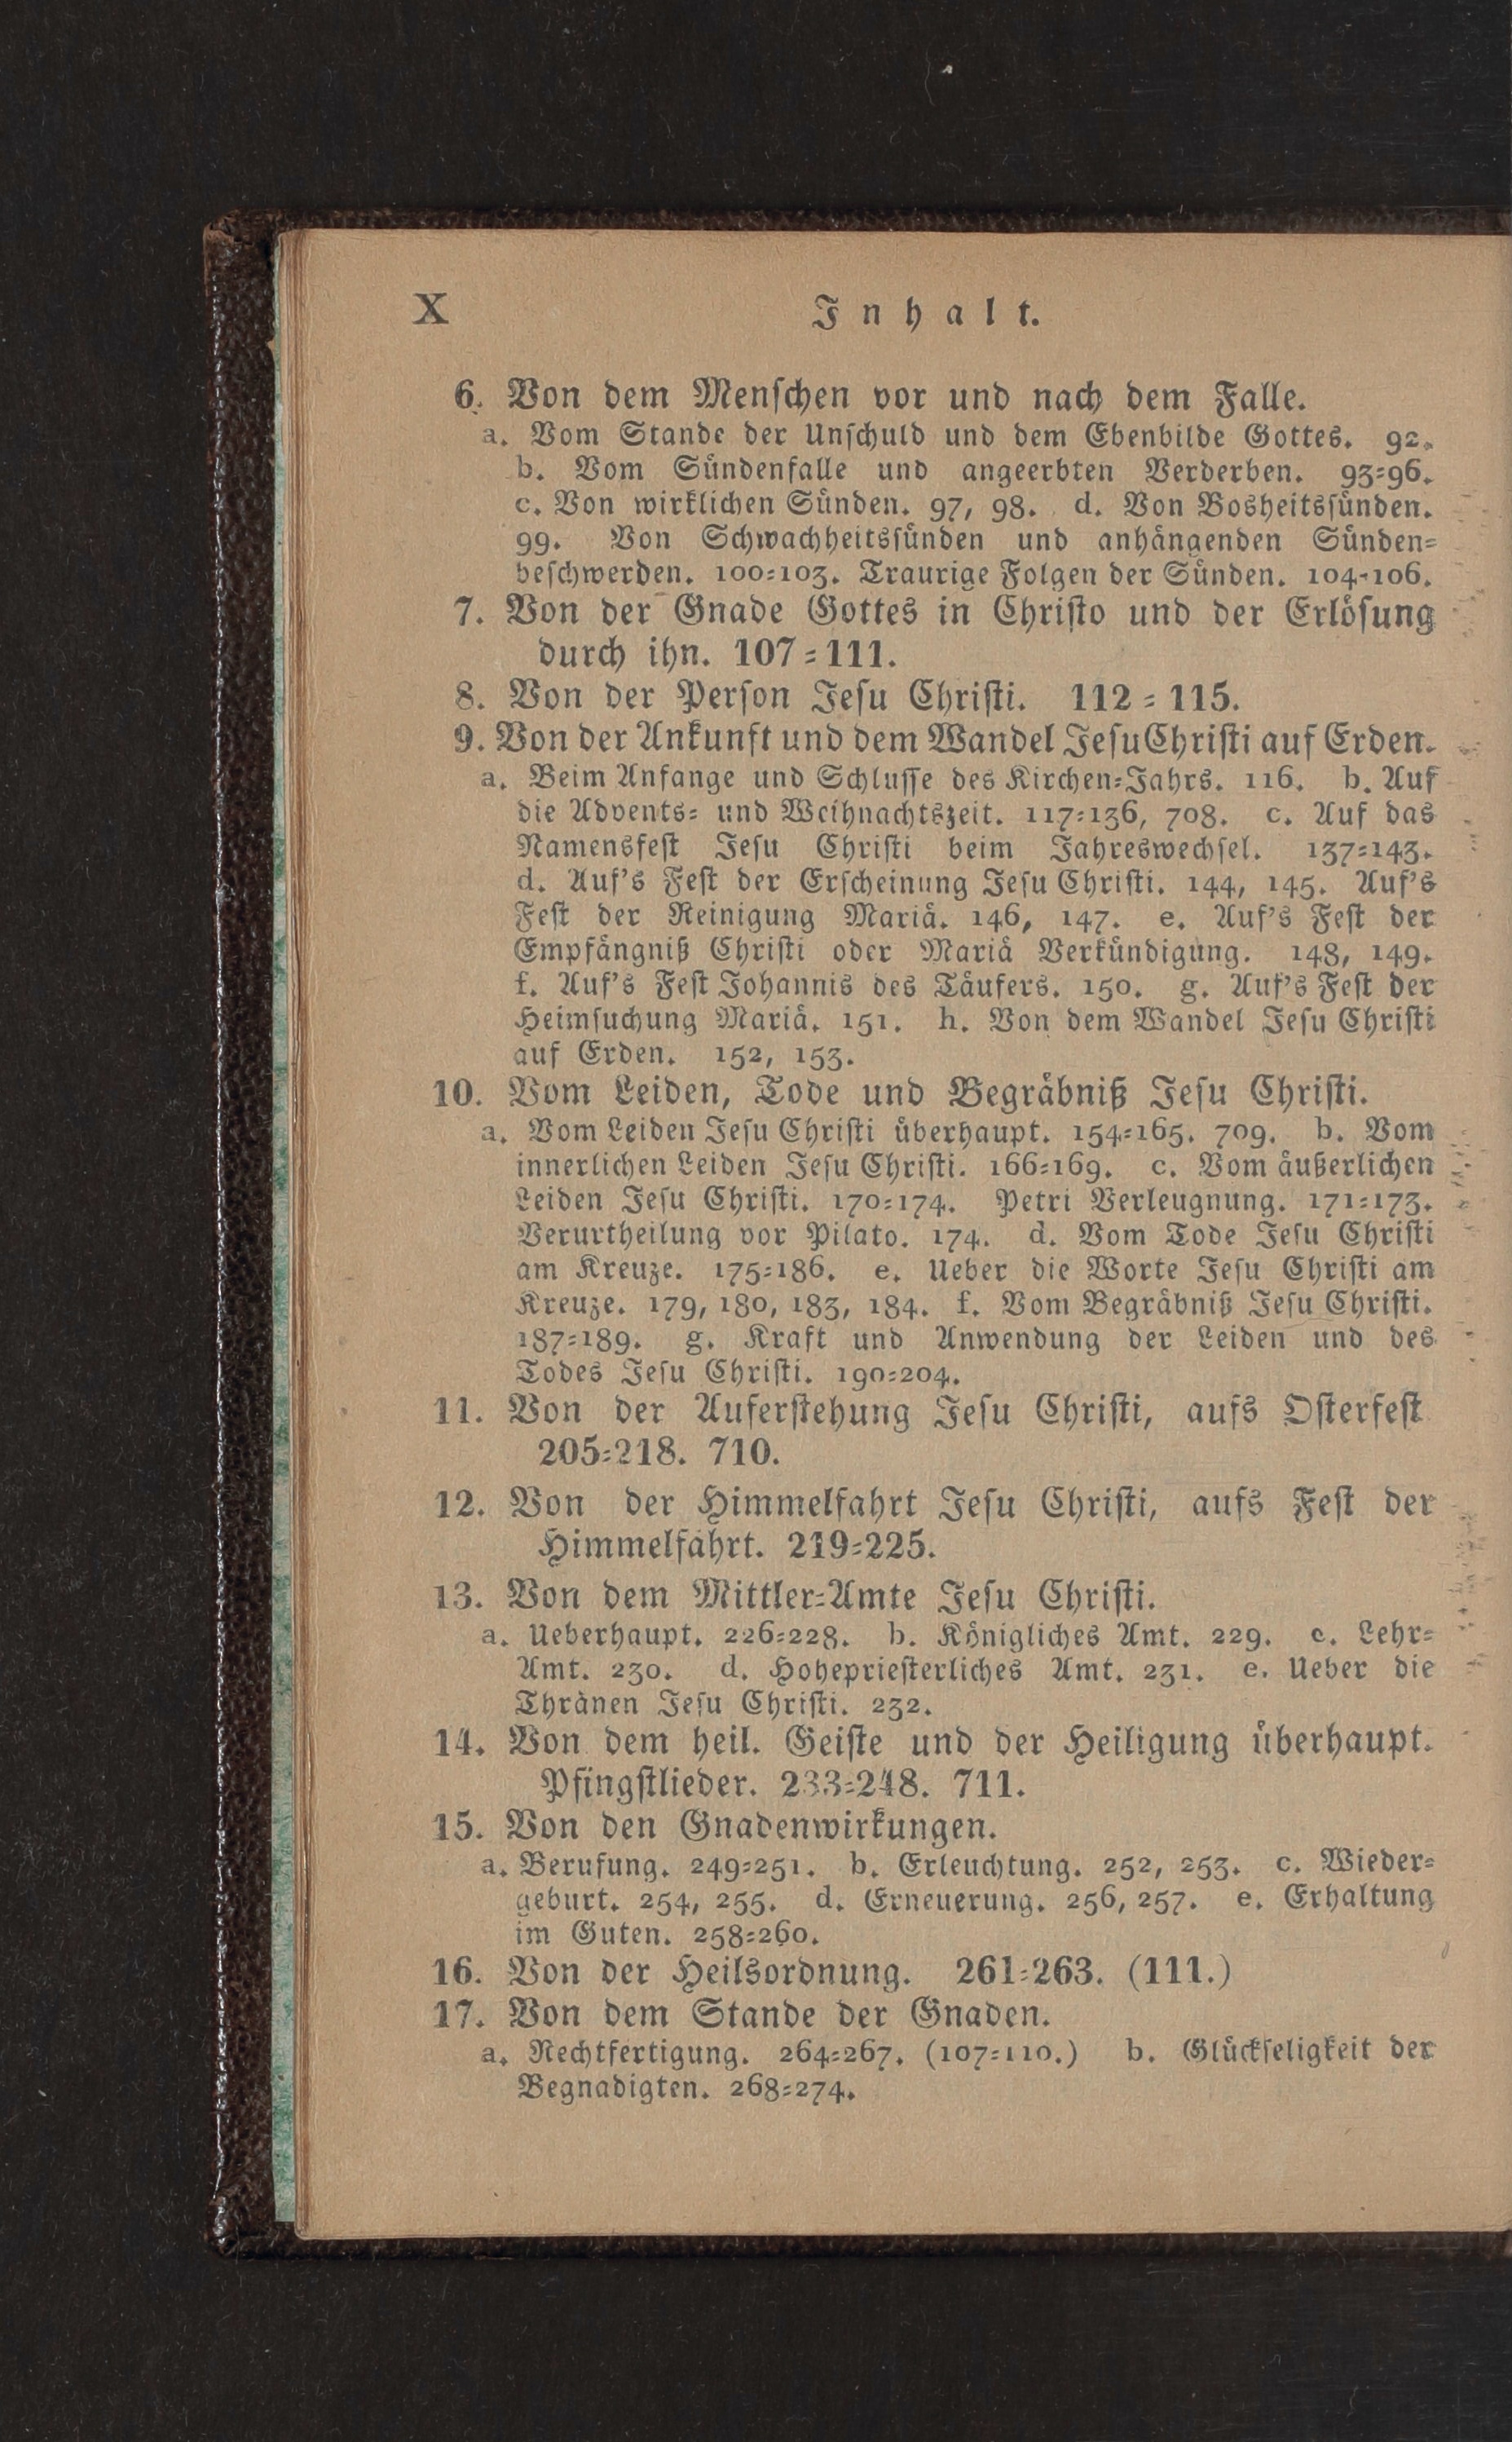 X
Inhalt.
6. Von dem Menschen vor und nach dem Falle.
a. Vom Stande der Unschuld und dem Ebenbilde Gottes. 92.
b. Vom Sündenfalle und angeerbten Verderben. 93=96.
c. Von wirklichen Sünden. 97, 98. d. Von Bosheitssünden.
99. Von Schwachheitssünden und anhängenden Sünden=
beschwerden. 100=103. Traurige Folgen der Sünden. 104-106.
7. Von der Gnade Gottes in Christo und der Erlösung
durch ihn. 107=111.
8. Von der Person Jesu Christi. 112=115.
9. Von der Ankunft und dem Wandel Jesu Christi auf Erden.
a. Beim Anfange und Schlusse des Kirchen=Jahrs. 116. b. Auf
die Advents= und Weihnachtszeit. 117=136, 708. c. Auf das
Namensfest Jesu Christi beim Jahreswechsel. 137=143.
d. Auf's Fest der Erscheinung Jesu Christi. 144, 145. Auf's
Fest der Reinigung Mariä. 146, 147. e. Auf's Fest der
Empfängniß Christi oder Mariä Verkündigung. 148, 149.
f. Auf's Fest Johannis des Täufers. 150. g. Auf's Fest der
Heimsuchung Mariä. 151. h. Von dem Wandel Jesu Christi
auf Erden. 152, 153.
10. Vom Leiden, Tode und Begräbniß Jesu Christi.
a. Vom Leiden Jesu Christi überhaupt. 154=165. 709. b. Vom
innerlichen Leiden Jesu Christi. 166=169. c. Vom äußerlichen
Leiden Jesu Christi. 170=174. Petri Verleugnung. 171=173.
Verurtheilung vor Pilato. 174. d. Vom Tode Jesu Christi
am Kreuze. 175=186. e. Ueber die Worte Jesu Christi am
Kreuze. 179, 180, 183, 184. f. Vom Begräbniß Jesu Christi.
187=189. g. Kraft und Anwendung der Leiden und des
Todes Jesu Christi. 190=204.
11. Von der Auferstehung Jesu Christi, aufs Osterfest
205=218. 710.
12. Von der Himmelfahrt Jesu Christi, aufs Fest der
Himmelfahrt. 219=225.
13. Von dem Mittler=Amte Jesu Christi.
a. Ueberhaupt. 226=228. b. Königliches Amt. 229. c. Lehr=
Amt. 230. d. Hohepriesterliches Amt. 231. e. Ueber die
Thränen Jesu Christi. 232.
14. Von dem heil. Geiste und der Heiligung überhaupt.
Pfingstlieder. 233=248. 711.
15. Von den Gnadenwirkungen.
a. Berufung. 249=251. b. Erleuchtung. 252, 253. c. Wieder=
geburt. 254, 255. d. Erneuerung. 256, 257. e. Erhaltung
im Guten. 258=260.
16. Von der Heilsordnung. 261=263. (111.)
17. Von dem Stande der Gnaden.
a. Rechtfertigung. 264=267. (107=110.) b. Glückseligkeit der
Begnadigten. 268=274.